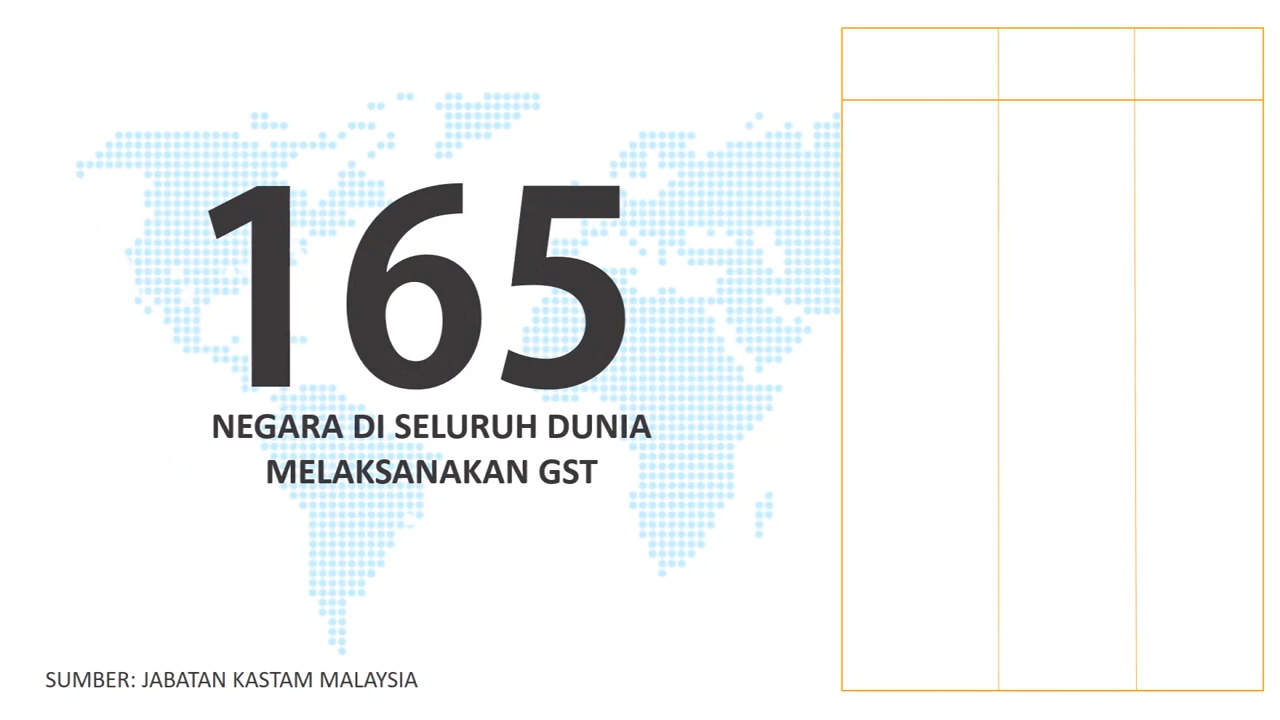 165
NEGARA DI SELURUH DUNIA
MELAKSANAKAN GST
SUMBER: JABATAN KASTAM MALAYSIA